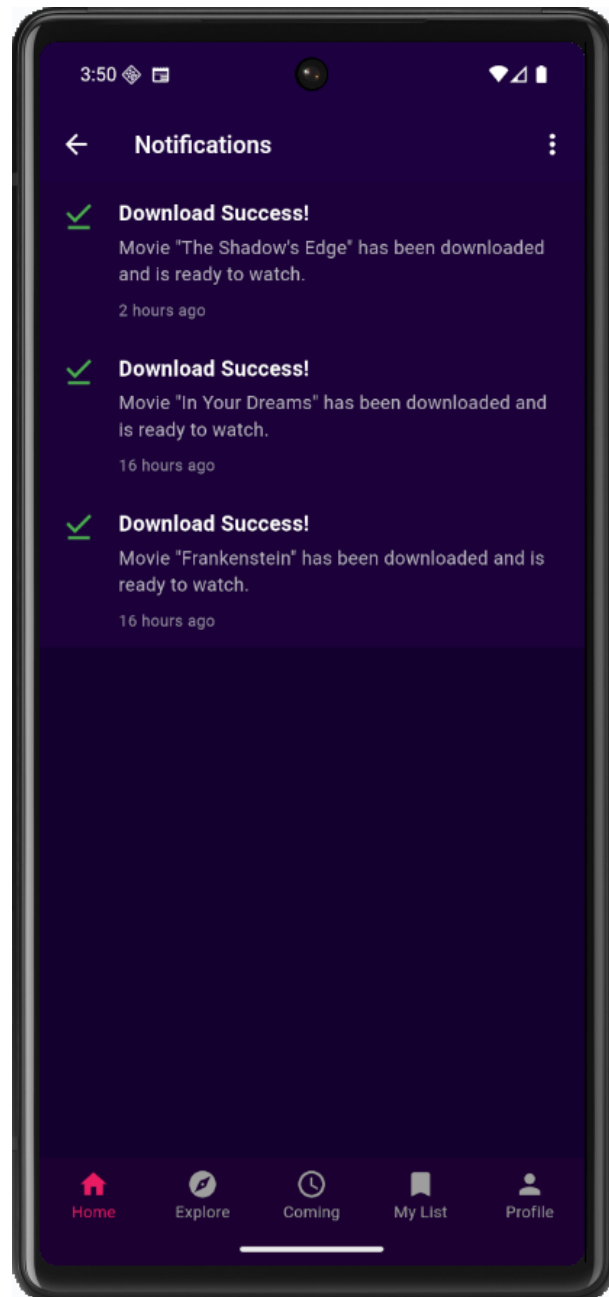 3:50
Notifications
Download Success!
Movie "The Shadow's Edge" has been downloaded
and is ready to watch.
2 hours ago
Download Success!
Movie "In Your Dreams" has been downloaded and
is ready to watch.
16 hours ago
Download Success!
Movie "Frankenstein" has been downloaded and is
ready to watch.
16 hours ago
Home Explore Coming My List Profile